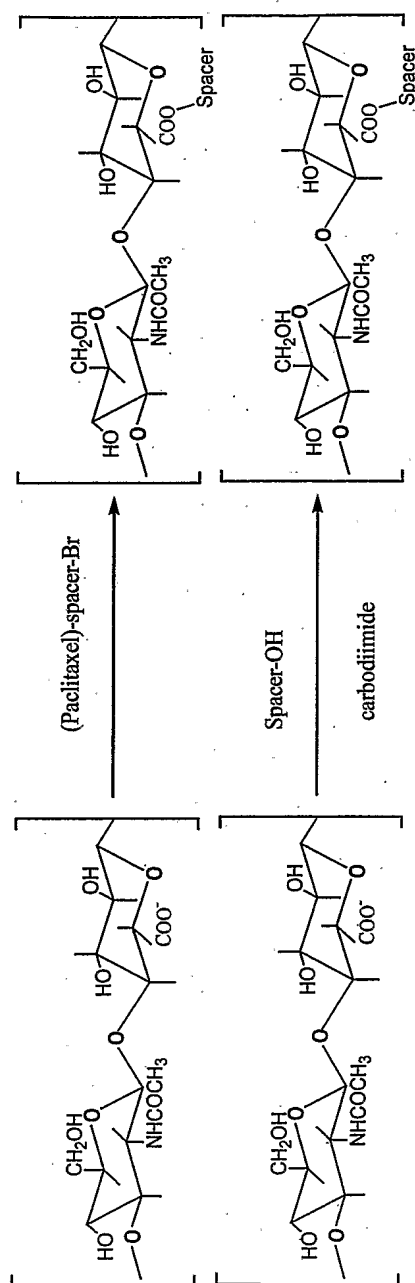 CH₂OH
HO
O
O
NHCOCH₃
O
HO
OH
COO⁻
O
(Paclitaxel)-spacer-Br
CH₂OH
HO
O
O
NHCOCH₃
O
HO
OH
COO
Spacer
O
CH₂OH
HO
O
O
NHCOCH₃
O
HO
OH
COO⁻
O
Spacer-OH
carbodiimide
CH₂OH
HO
O
O
NHCOCH₃
O
HO
OH
COO
Spacer
O